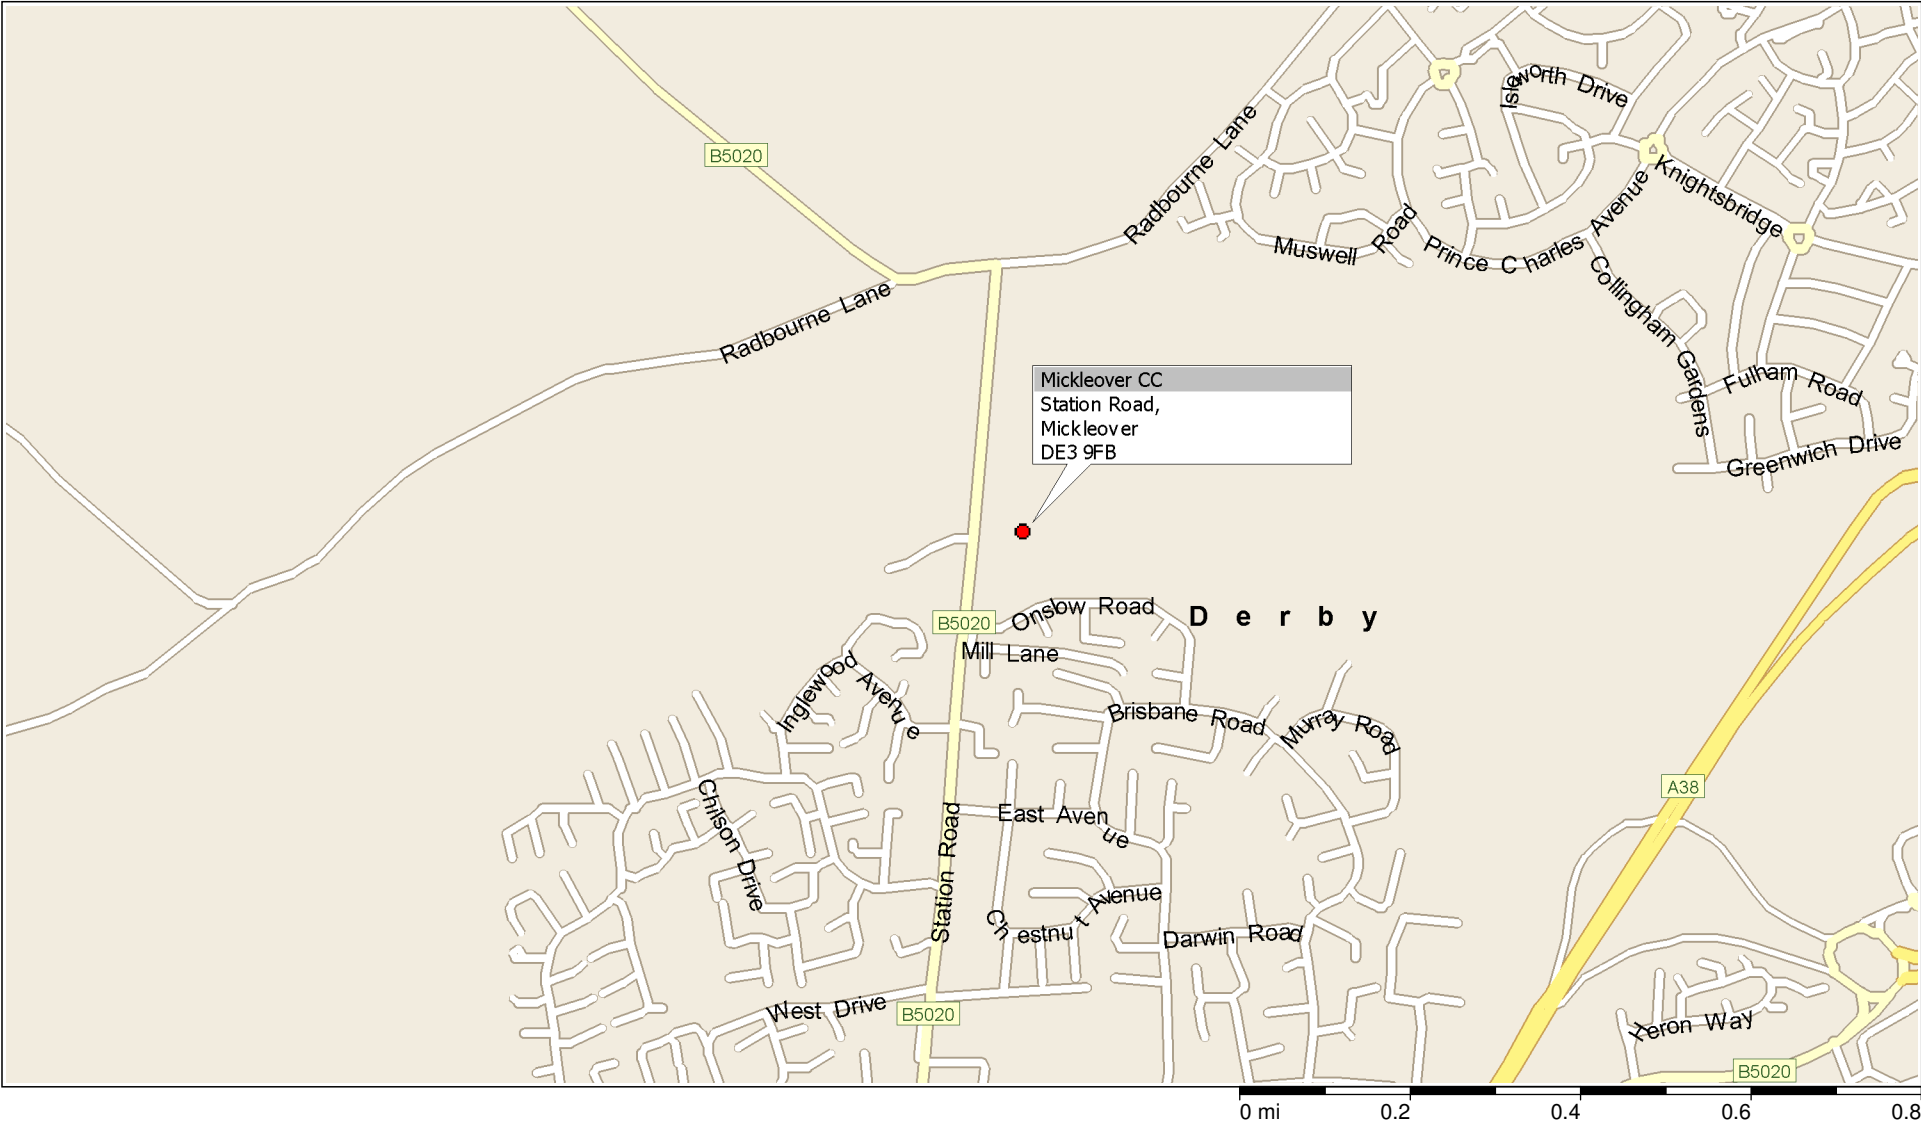 Isleworth Drive
B5020
Radbourne Lane
Knightsbridge
Muswell Road
Prince Charles Avenue
Collingham Gardens
Radbourne Lane
Mickleover CC
Station Road,
Mickleover
DE3 9FB
Fulham Road
Greenwich Drive
Onslow Road
Derby
B5020
Mill Lane
Inglewood Avenue
Brisbane Road
Murray Road
A38
Chilson Drive
East Avenue
Station Road
Chestnut Avenue
Darwin Road
West Drive
B5020
Heron Way
B5020
0 mi 0.2 0.4 0.6 0.8